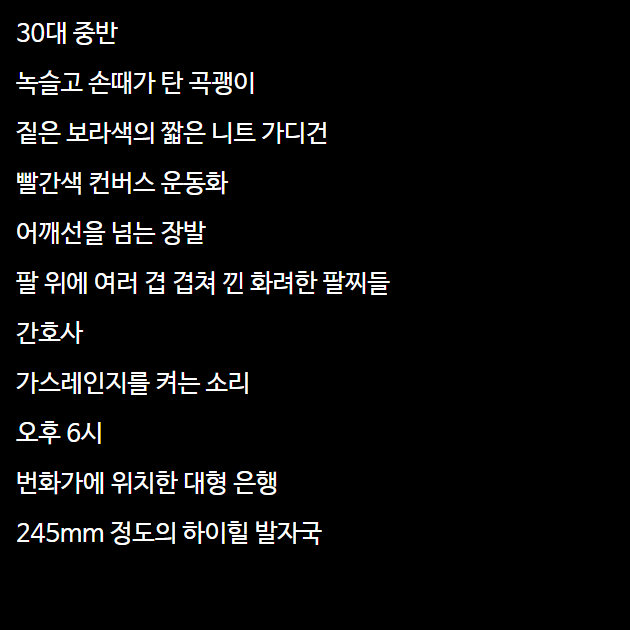 30대 중반
녹슬고 손때가 탄 곡괭이
짙은 보라색의 짧은 니트 가디건
빨간색 컨버스 운동화
어깨선을 넘는 장발
팔 위에 여러 겹 겹쳐 낀 화려한 팔찌들
간호사
가스레인지를 켜는 소리
오후 6시
번화가에 위치한 대형 은행
245mm 정도의 하이힐 발자국